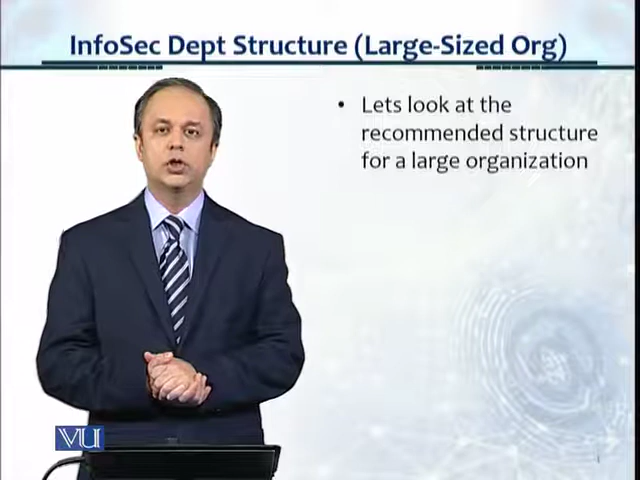 InfoSec Dept Structure (Large-Sized Org)
• Lets look at the
recommended structure
for a large organization
VU